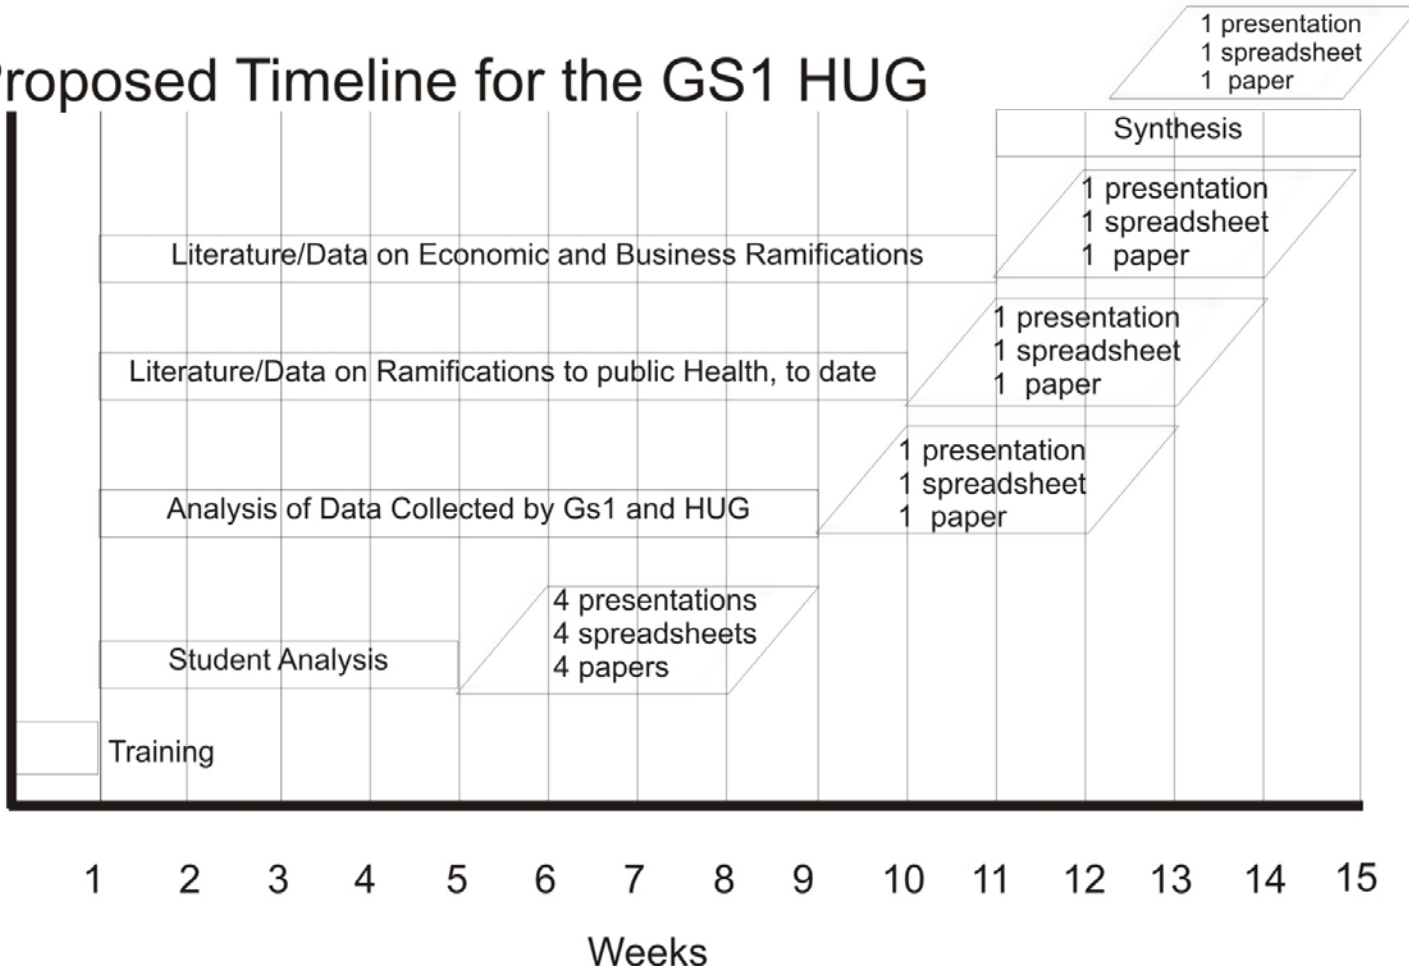 1 presentation
1 spreadsheet
1 paper
Proposed Timeline for the GS1 HUG
Synthesis
1 presentation
1 spreadsheet
1 paper
Literature/Data on Economic and Business Ramifications
1 presentation
1 spreadsheet
1 paper
Literature/Data on Ramifications to public Health, to date
1 presentation
1 spreadsheet
1 paper
Analysis of Data Collected by Gs1 and HUG
4 presentations
4 spreadsheets
4 papers
Student Analysis
Training
1 2 3 4 5 6 7 8 9 10 11 12 13 14 15
Weeks